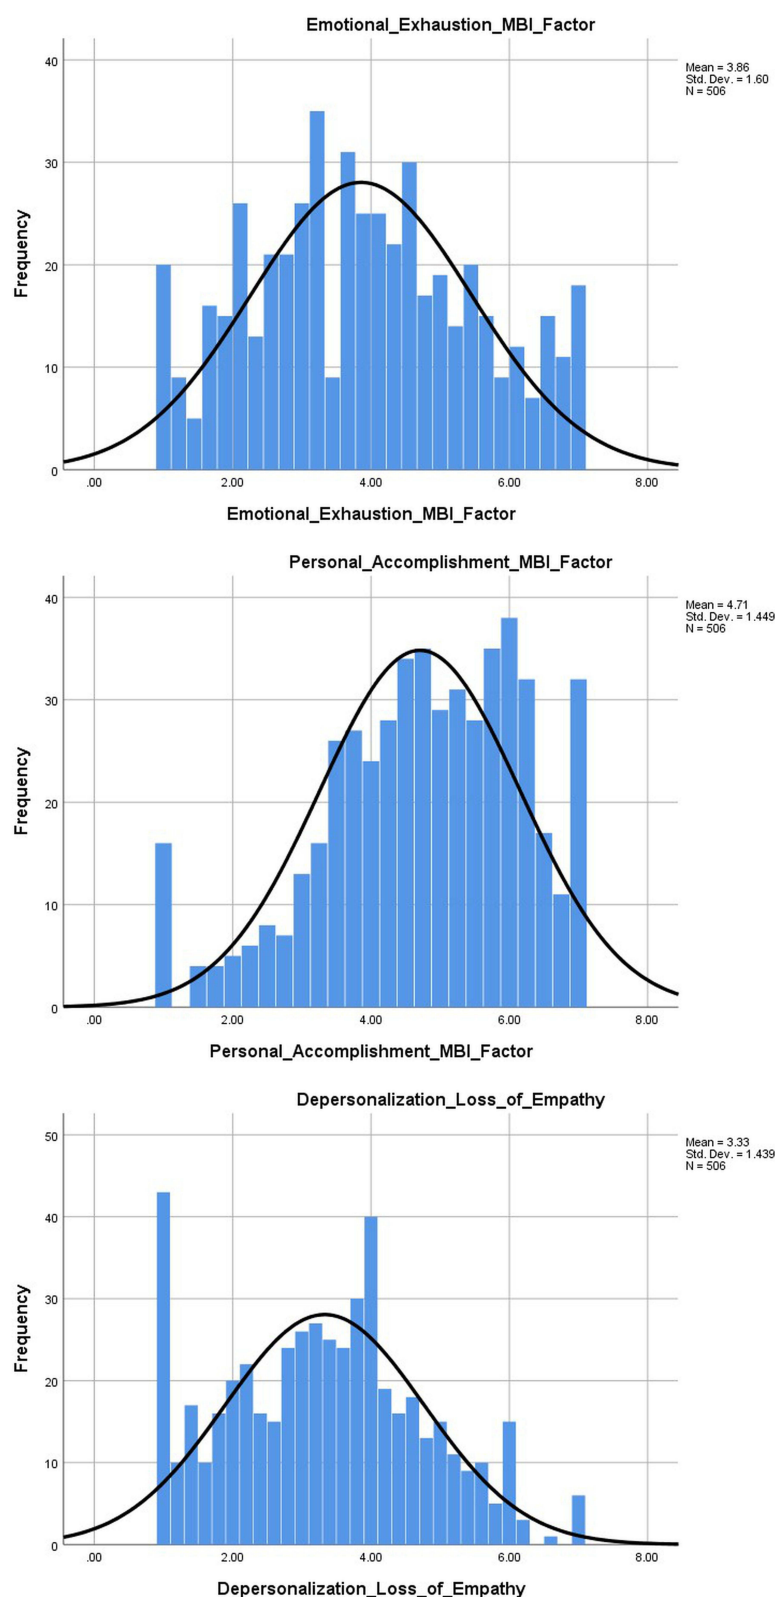 Emotional_Exhaustion_MBI_Factor
Mean = 3.86
Std. Dev. = 1.60
N = 506
40
30
20
10
0
Frequency
.00 2.00 4.00 6.00 8.00
Emotional_Exhaustion_MBI_Factor
Personal_Accomplishment_MBI_Factor
Mean = 4.71
Std. Dev. = 1.449
N = 506
40
30
20
10
0
Frequency
.00 2.00 4.00 6.00 8.00
Personal_Accomplishment_MBI_Factor
Depersonalization_Loss_of_Empathy
Mean = 3.33
Std. Dev. = 1.439
N = 506
50
40
30
20
10
0
Frequency
.00 2.00 4.00 6.00 8.00
Depersonalization_Loss_of_Empathy